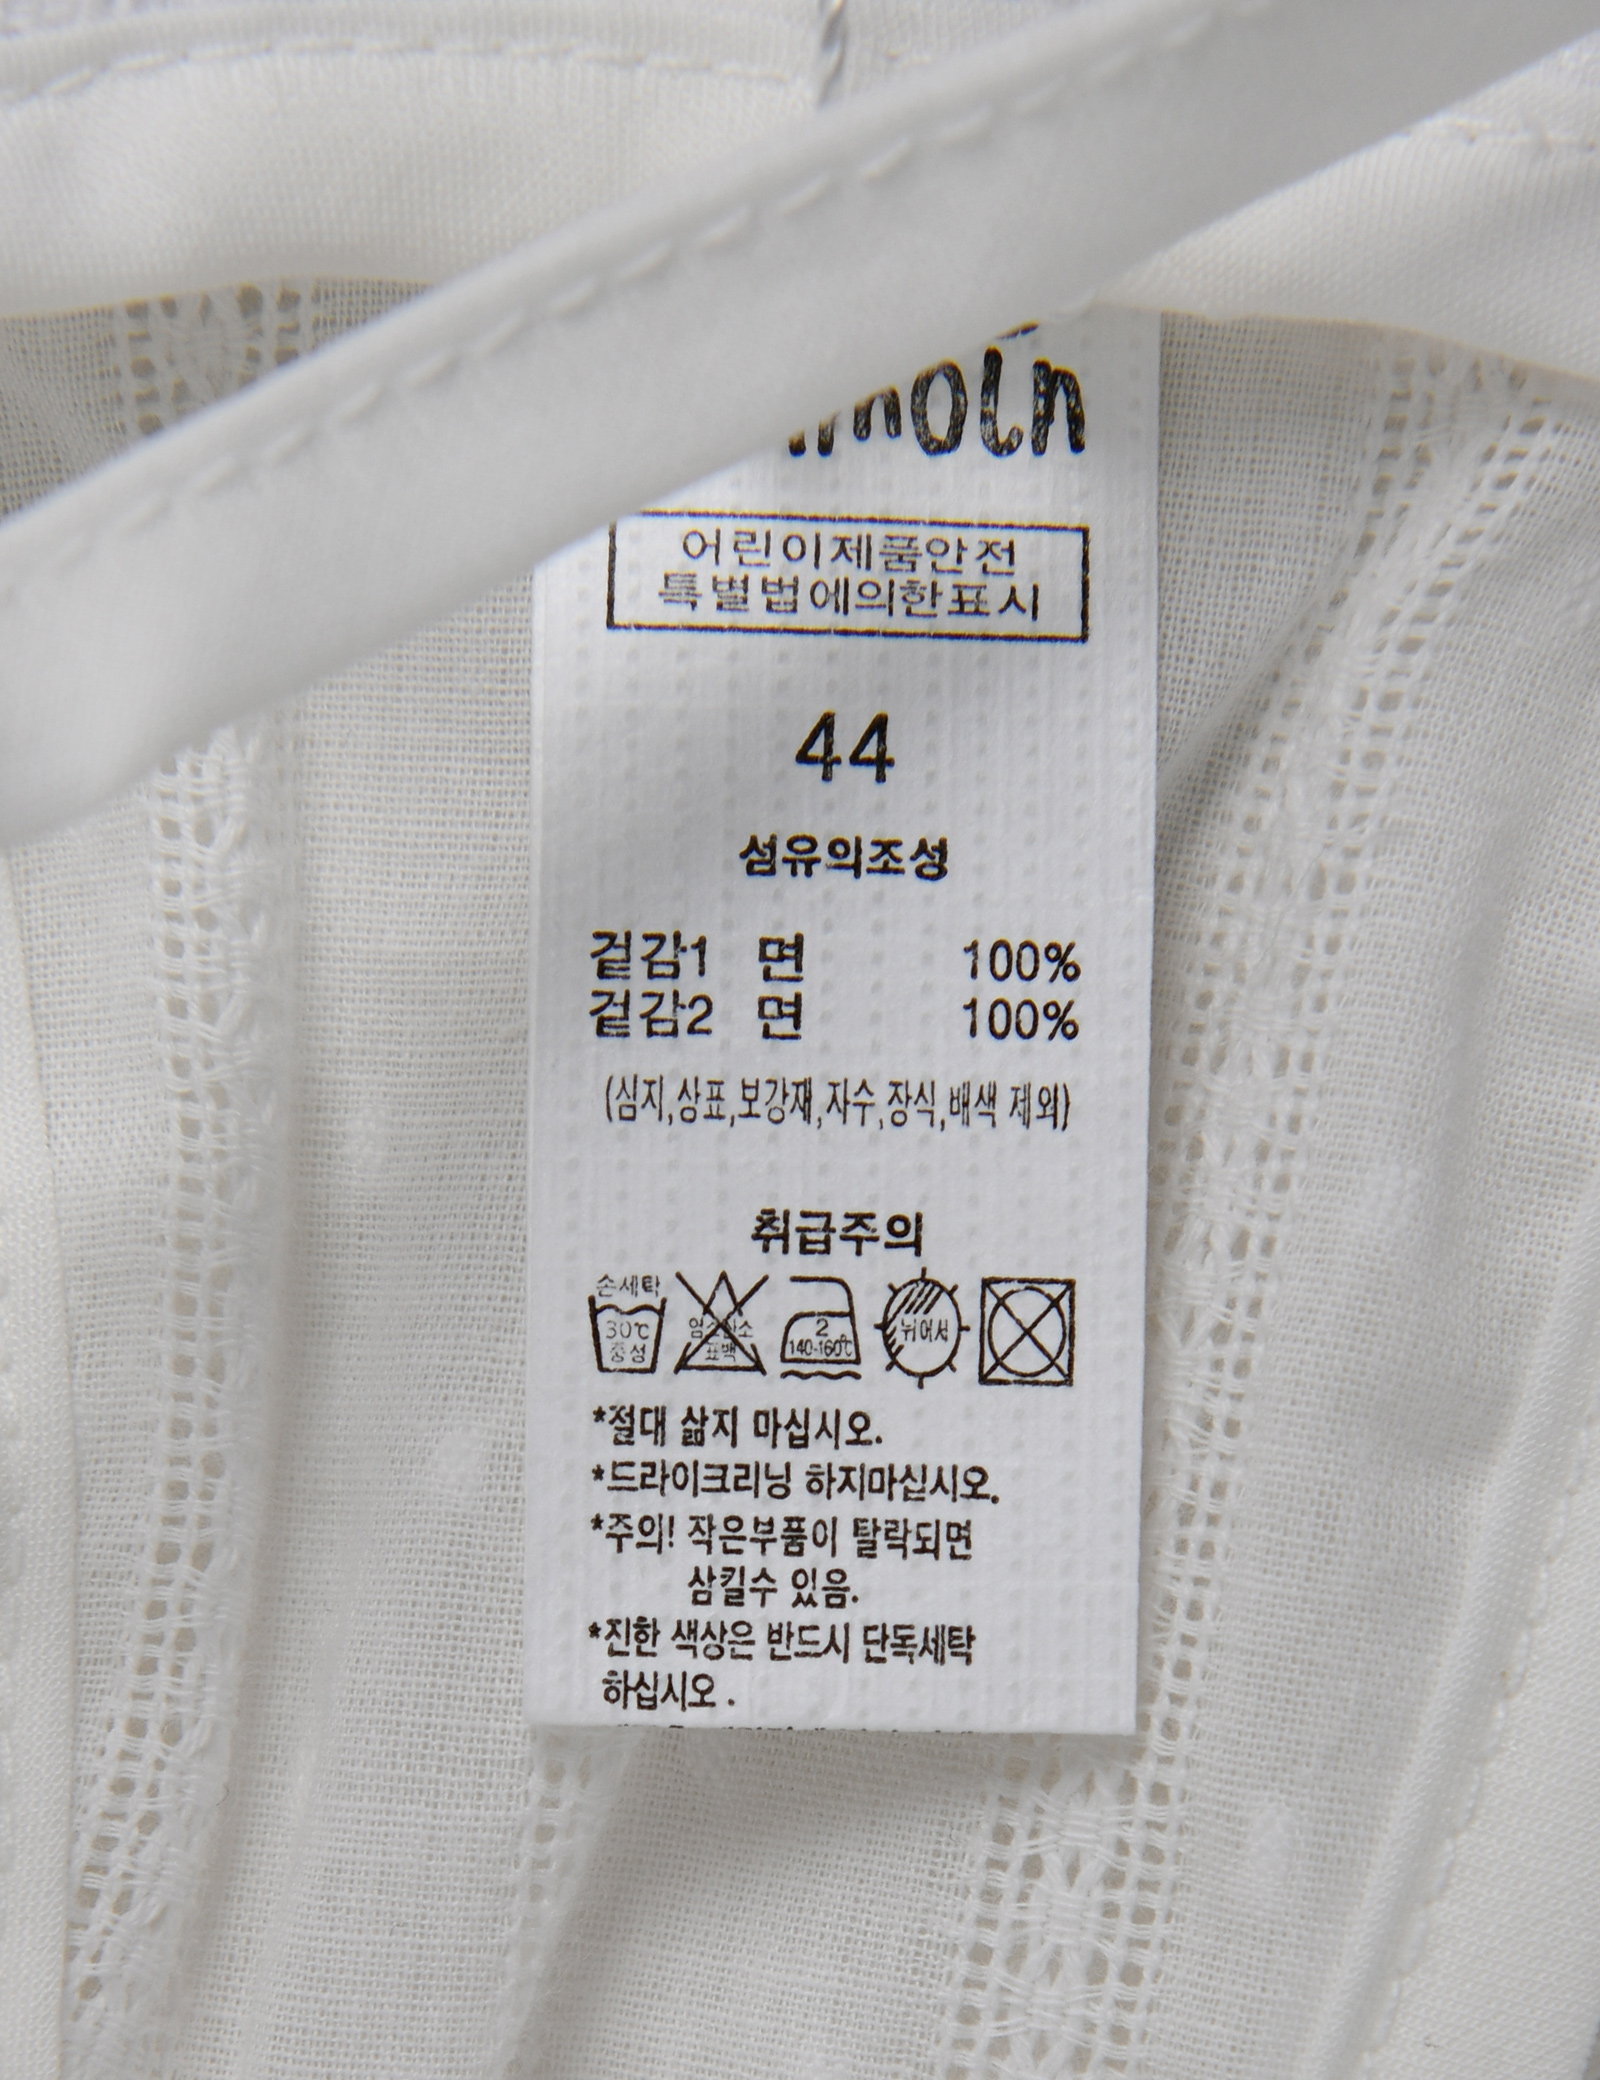 어린이제품안전
특별법에의한표시
44
섬유의조성
겉감1 면 100%
겉감2 면 100%
(심지,상표,보강재,자수,장식,배색 제외)
취급주의
손세탁
30℃
중성
염소산소
표백
2
140-160℃
뉘어서
*절대 삶지 마십시오.
*드라이크리닝 하지마십시오.
*주의! 작은부품이 탈락되면
삼킬수 있음.
*진한 색상은 반드시 단독세탁
하십시오 .